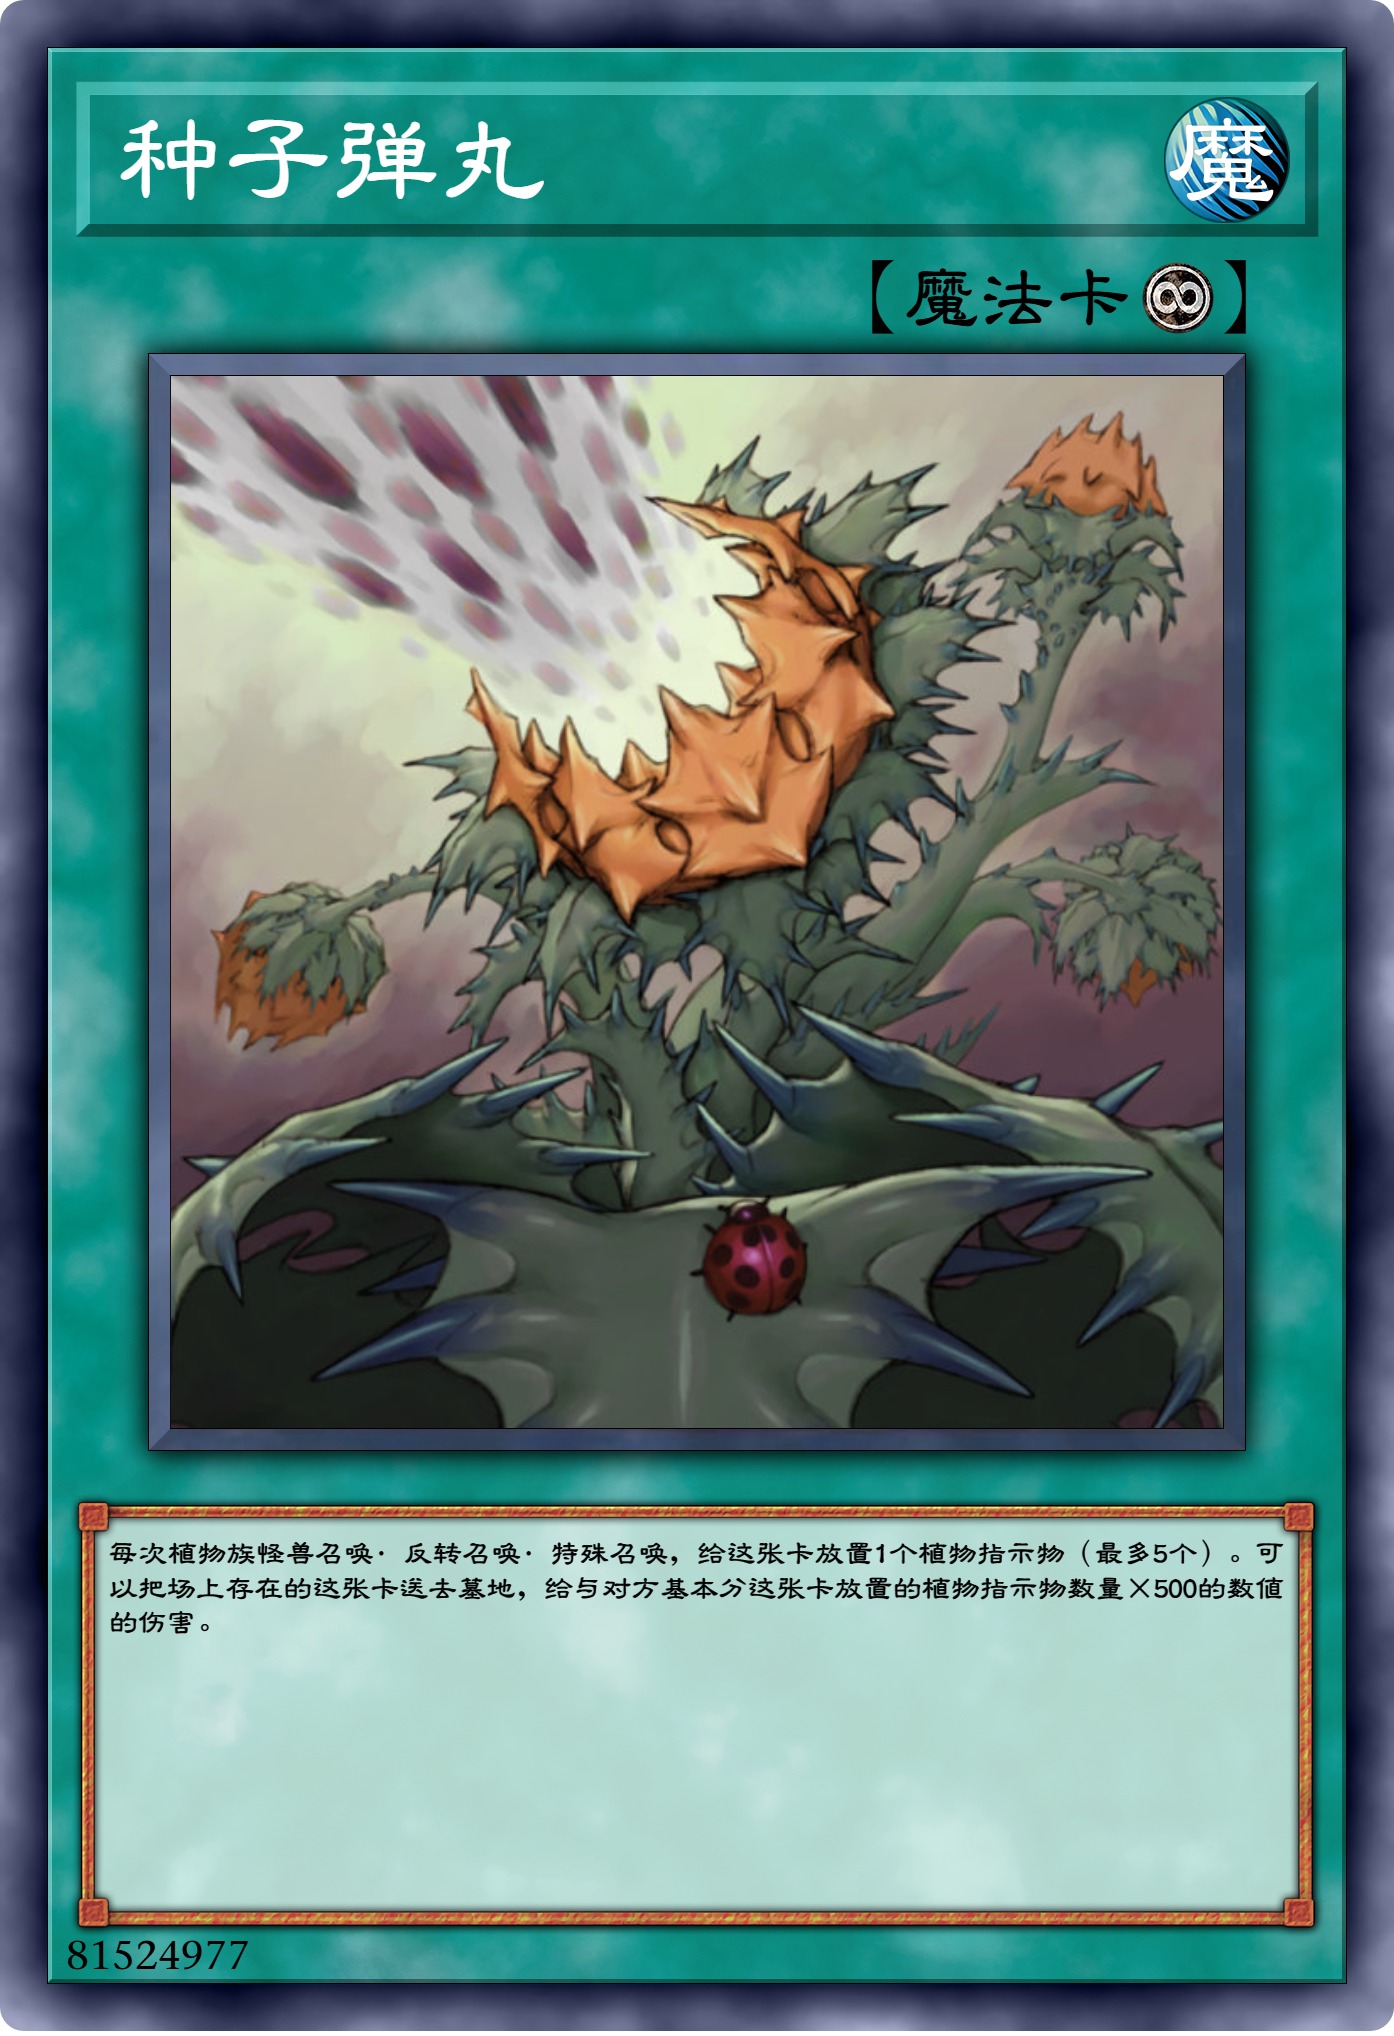 种子弹丸
魔
【魔法卡】
每次植物族怪兽召唤·反转召唤·特殊召唤，给这张卡放置1个植物指示物（最多5个）。可
以把场上存在的这张卡送去墓地，给与对方基本分这张卡放置的植物指示物数量×500的数值
的伤害。
81524977